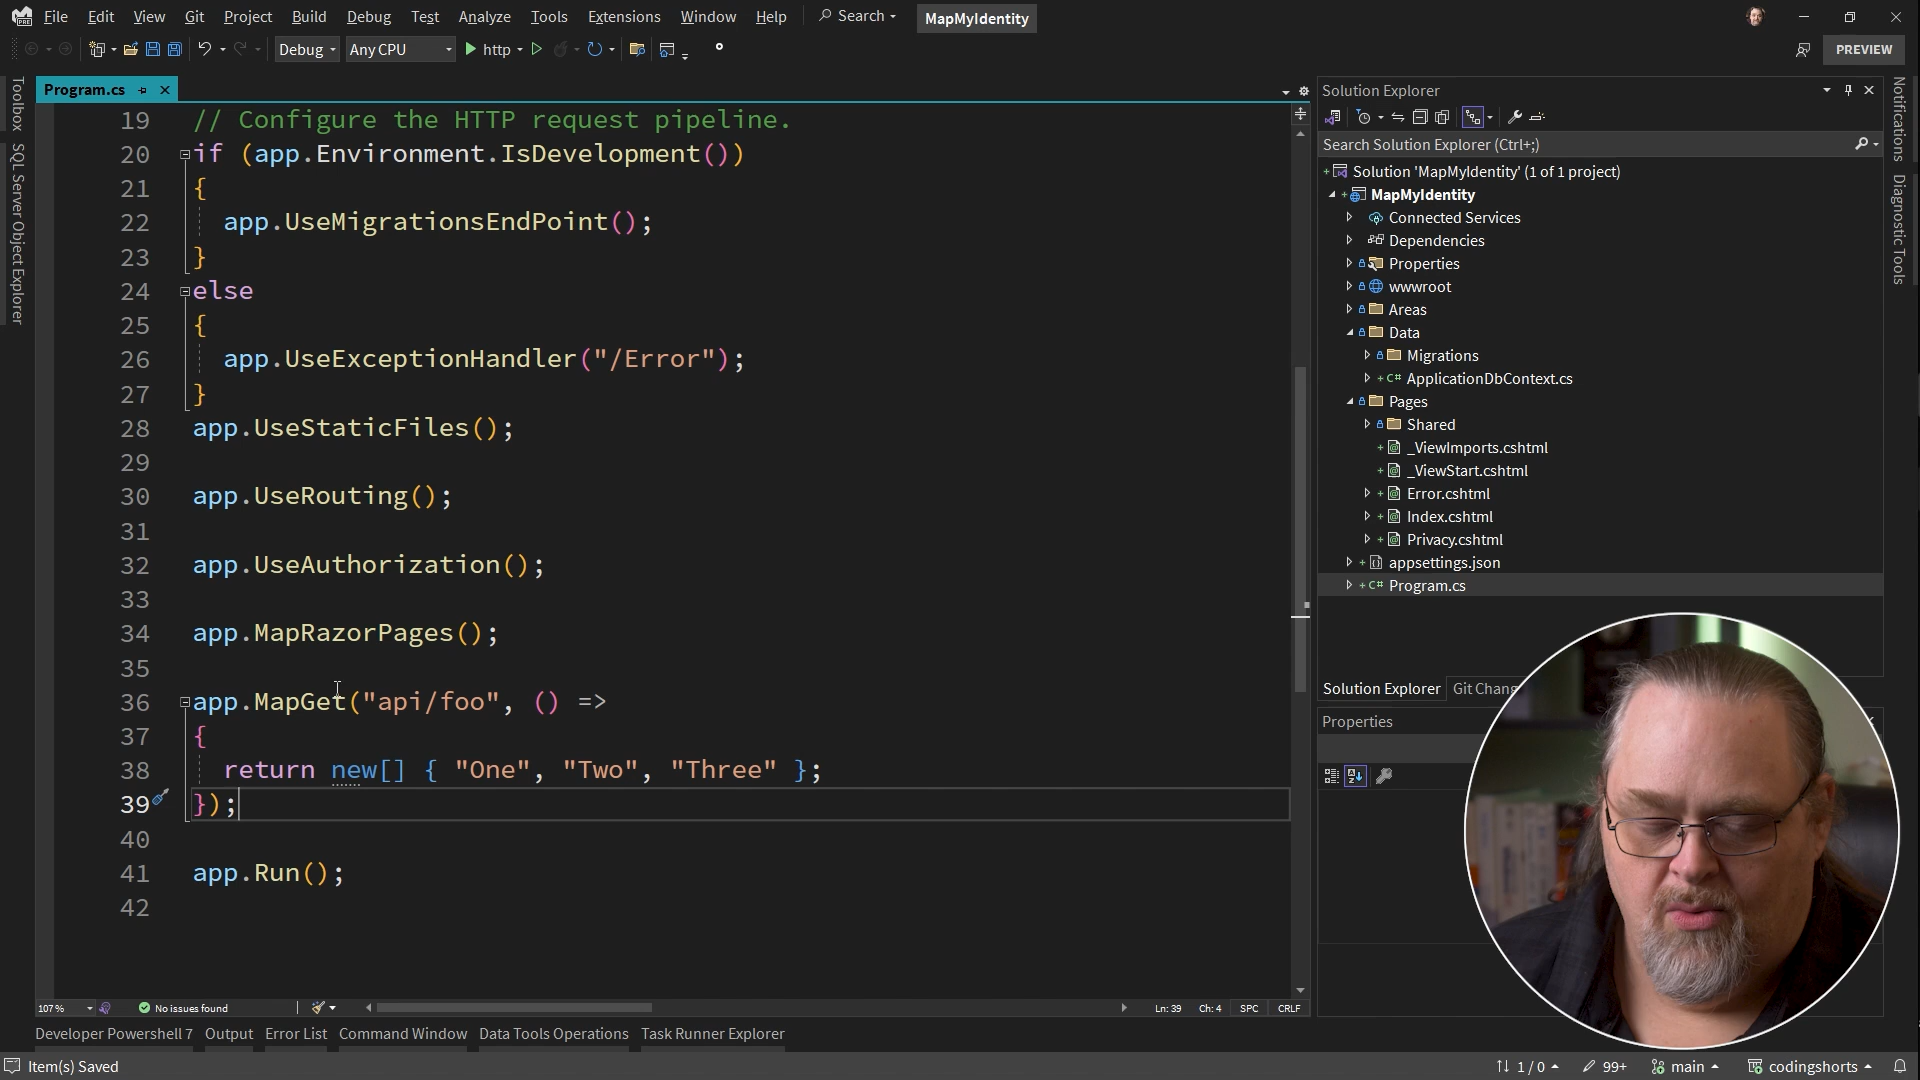 File Edit View Git Project Build Debug Test Analyze Tools Extensions Window Help Search MapMyIdentity
Debug Any CPU http PREVIEW
Toolbox
SQL Server Object Explorer
Program.cs
19 // Configure the HTTP request pipeline.
20 if (app.Environment.IsDevelopment())
21 {
22 app.UseMigrationsEndPoint();
23 }
24 else
25 {
26 app.UseExceptionHandler("/Error");
27 }
28 app.UseStaticFiles();
29
30 app.UseRouting();
31
32 app.UseAuthorization();
33
34 app.MapRazorPages();
35
36 app.MapGet("api/foo", () =>
37 {
38 return new[] { "One", "Two", "Three" };
39 });
40
41 app.Run();
42
107 % No issues found Ln: 39 Ch: 4 SPC CRLF
Solution Explorer
Search Solution Explorer (Ctrl+;)
Solution 'MapMyIdentity' (1 of 1 project)
MapMyIdentity
Connected Services
Dependencies
Properties
wwwroot
Areas
Data
Migrations
C# ApplicationDbContext.cs
Pages
Shared
_ViewImports.cshtml
_ViewStart.cshtml
Error.cshtml
Index.cshtml
Privacy.cshtml
appsettings.json
C# Program.cs
Solution Explorer Git
Properties
Notifications
Diagnostic Tools
Developer Powershell 7 Output Error List Command Window Data Tools Operations Task Runner Explorer
Item(s) Saved 1 / 0 99+ main codingshorts